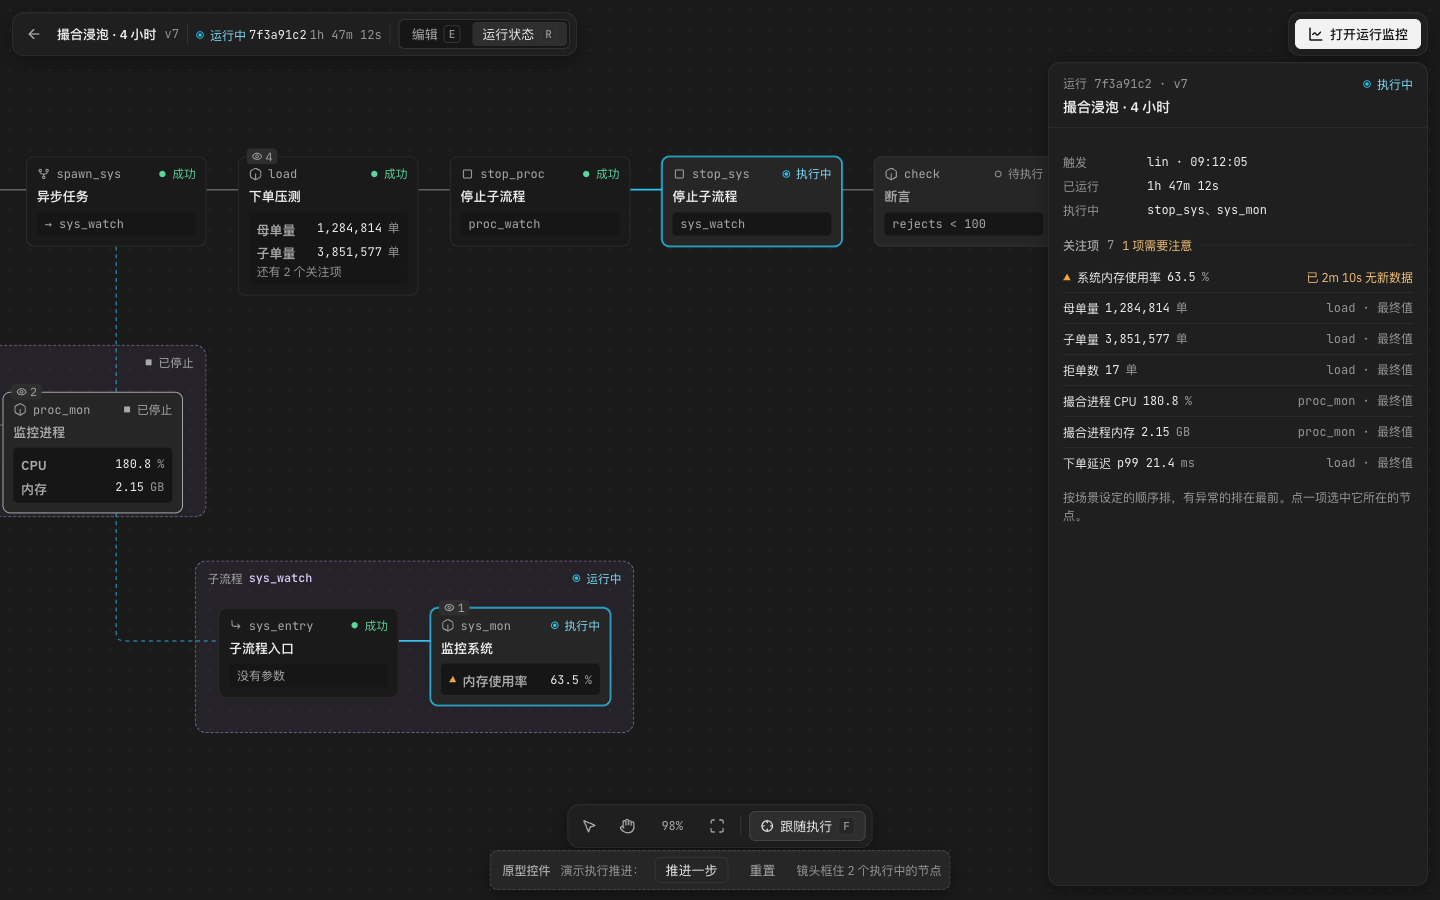 撮合浸泡 · 4 小时 v7 运行中 7f3a91c2 1h 47m 12s 编辑 E 运行状态 R
打开运行监控
运行 7f3a91c2 · v7 执行中
撮合浸泡 · 4 小时
触发 lin · 09:12:05
已运行 1h 47m 12s
执行中 stop_sys、sys_mon
关注项 7 1 项需要注意
系统内存使用率 63.5 % 已 2m 10s 无新数据
母单量 1,284,814 单 load · 最终值
子单量 3,851,577 单 load · 最终值
拒单数 17 单 load · 最终值
撮合进程 CPU 180.8 % proc_mon · 最终值
撮合进程内存 2.15 GB proc_mon · 最终值
下单延迟 p99 21.4 ms load · 最终值
按场景设定的顺序排，有异常的排在最前。点一项选中它所在的节
点。
spawn_sys 成功
异步任务
→ sys_watch
4
load 成功
下单压测
母单量 1,284,814 单
子单量 3,851,577 单
还有 2 个关注项
stop_proc 成功
停止子流程
proc_watch
stop_sys 执行中
停止子流程
sys_watch
check 待执行
断言
rejects < 100
已停止
2
proc_mon 已停止
监控进程
CPU 180.8 %
内存 2.15 GB
子流程 sys_watch 运行中
sys_entry 成功
子流程入口
没有参数
1
sys_mon 执行中
监控系统
内存使用率 63.5 %
98% 跟随执行 F
原型控件 演示执行推进： 推进一步 重置 镜头框住 2 个执行中的节点